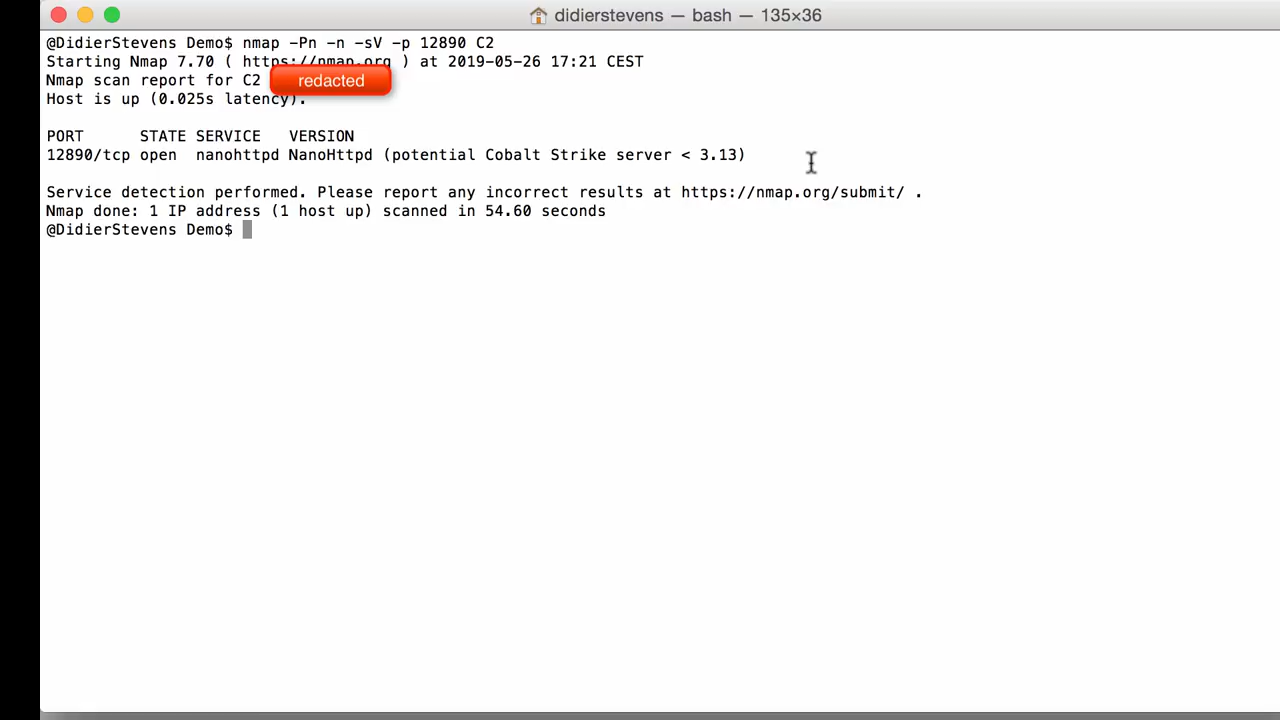 didierstevens — bash — 135×36
@DidierStevens Demo$ nmap -Pn -n -sV -p 12890 C2
Starting Nmap 7.70 ( https://nmap.org ) at 2019-05-26 17:21 CEST
Nmap scan report for C2 redacted
Host is up (0.025s latency).
PORT      STATE SERVICE   VERSION
12890/tcp open  nanohttpd NanoHttpd (potential Cobalt Strike server < 3.13)
Service detection performed. Please report any incorrect results at https://nmap.org/submit/ .
Nmap done: 1 IP address (1 host up) scanned in 54.60 seconds
@DidierStevens Demo$